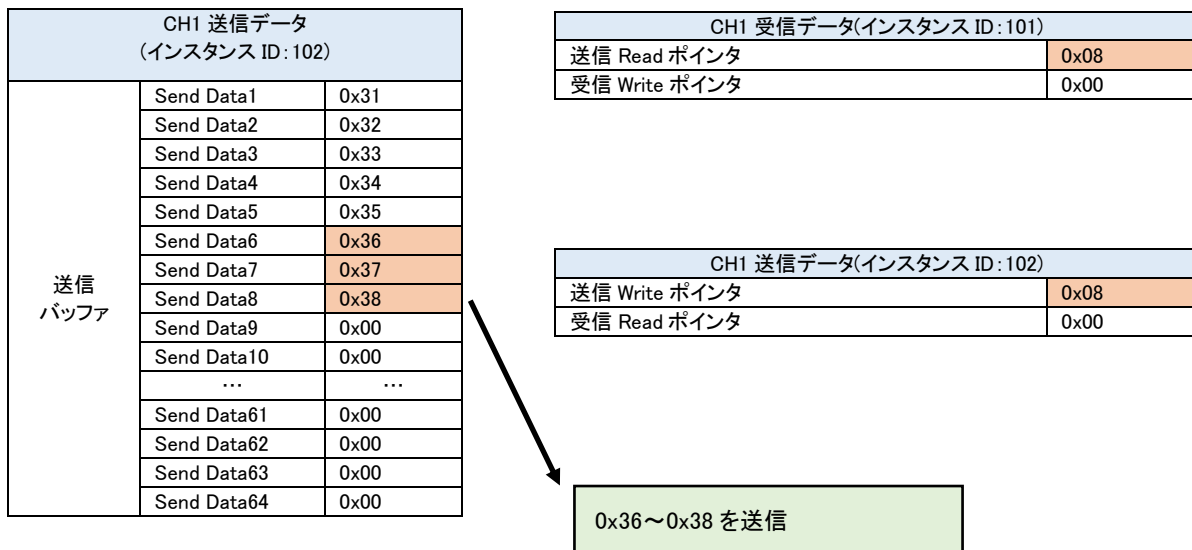 CH1 送信データ
(インスタンス ID:102)
送信
バッファ
Send Data1 0x31
Send Data2 0x32
Send Data3 0x33
Send Data4 0x34
Send Data5 0x35
Send Data6 0x36
Send Data7 0x37
Send Data8 0x38
Send Data9 0x00
Send Data10 0x00
… …
Send Data61 0x00
Send Data62 0x00
Send Data63 0x00
Send Data64 0x00
CH1 受信データ(インスタンス ID:101)
送信 Read ポインタ 0x08
受信 Write ポインタ 0x00
CH1 送信データ(インスタンス ID:102)
送信 Write ポインタ 0x08
受信 Read ポインタ 0x00
0x36～0x38 を送信